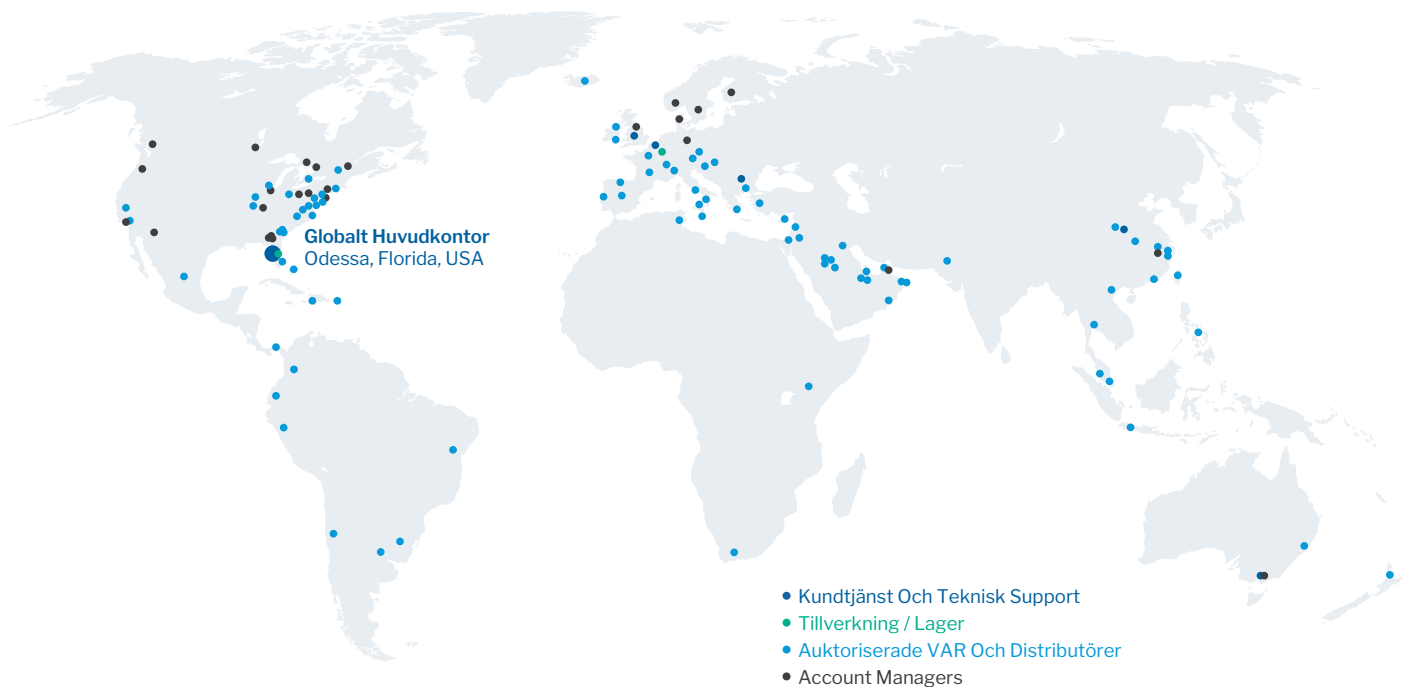 Globalt Huvudkontor
Odessa, Florida, USA
Kundtjänst Och Teknisk Support
Tillverkning / Lager
Auktoriserade VAR Och Distributörer
Account Managers